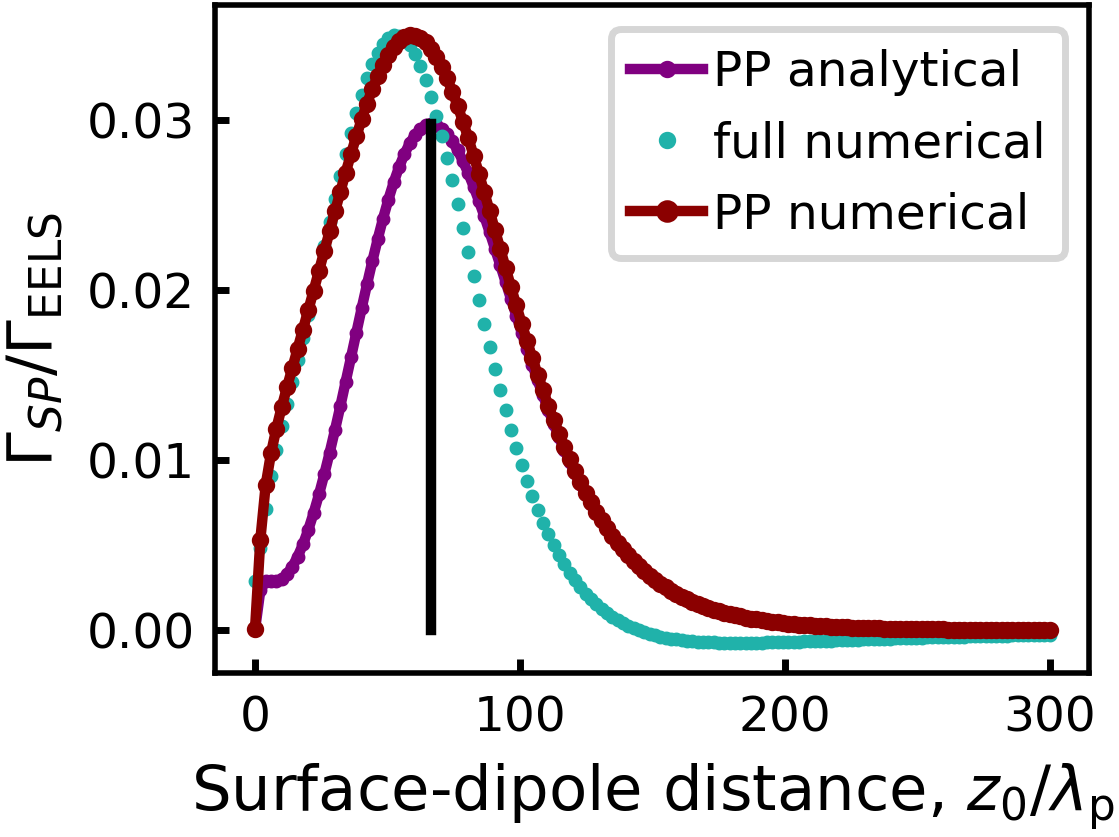 PP analytical
full numerical
PP numerical
0.03
0.02
0.01
0.00
Γ_SP/Γ_EELS
0
100
200
300
Surface-dipole distance, z₀/λ_p